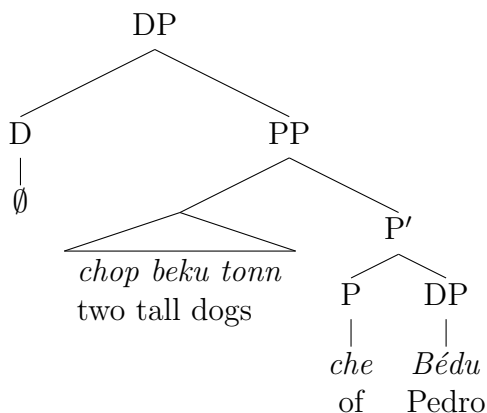 DP
D PP
∅
P′
chop beku tonn
two tall dogs
P DP
che Bédu
of Pedro